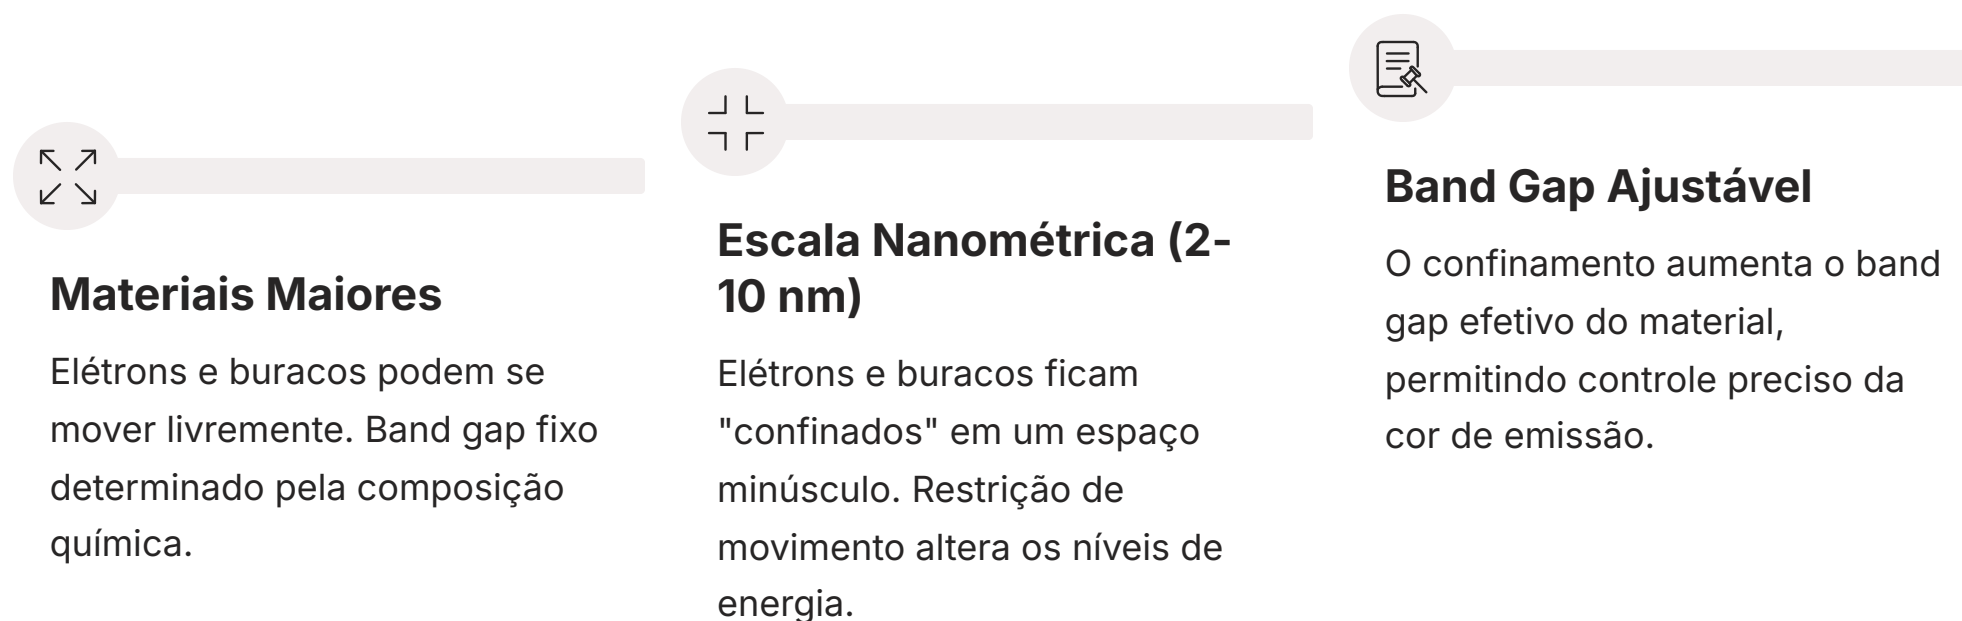 Materiais Maiores
Elétrons e buracos podem se
mover livremente. Band gap fixo
determinado pela composição
química.
Escala Nanométrica (2-
10 nm)
Elétrons e buracos ficam
"confinados" em um espaço
minúsculo. Restrição de
movimento altera os níveis de
energia.
Band Gap Ajustável
O confinamento aumenta o band
gap efetivo do material,
permitindo controle preciso da
cor de emissão.